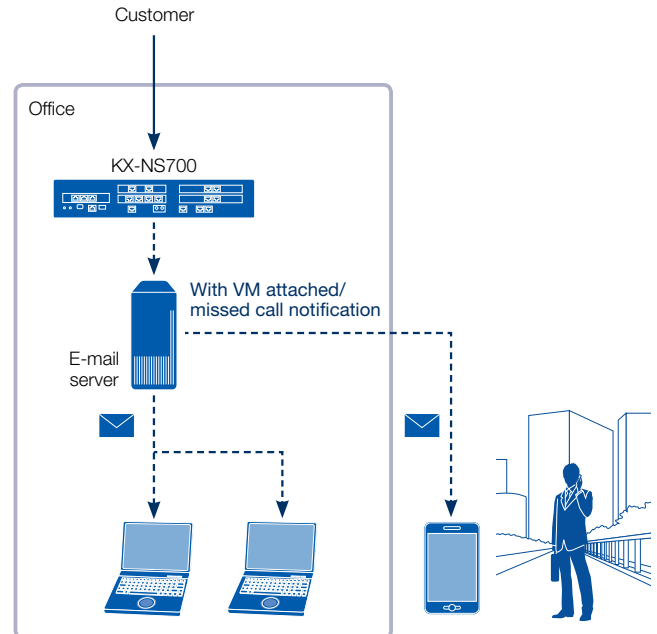 Customer
Office
KX-NS700
With VM attached/
missed call notification
E-mail
server